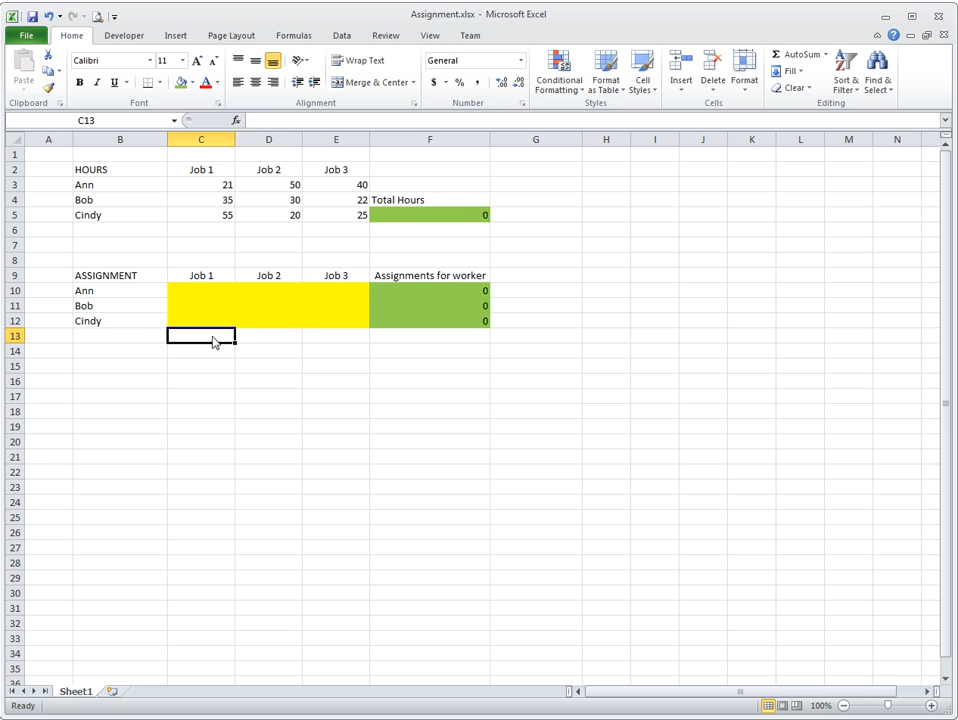 Assignment.xlsx - Microsoft Excel
File Home Developer Insert Page Layout Formulas Data Review View Team
Paste Calibri 11 A A Wrap Text General Conditional Formatting Format as Table Cell Styles Insert Delete Format Σ AutoSum Fill Clear Sort & Filter Find & Select
B I U A Merge & Center $ % ,
Clipboard Font Alignment Number Styles Cells Editing
C13 fx
A B C D E F G H I J K L M N
1
2 HOURS Job 1 Job 2 Job 3
3 Ann 21 50 40
4 Bob 35 30 22 Total Hours
5 Cindy 55 20 25 0
6
7
8
9 ASSIGNMENT Job 1 Job 2 Job 3 Assignments for worker
10 Ann 0
11 Bob 0
12 Cindy 0
13
14
15
16
17
18
19
20
21
22
23
24
25
26
27
28
29
30
31
32
33
34
35
36
Sheet1
Ready 100%